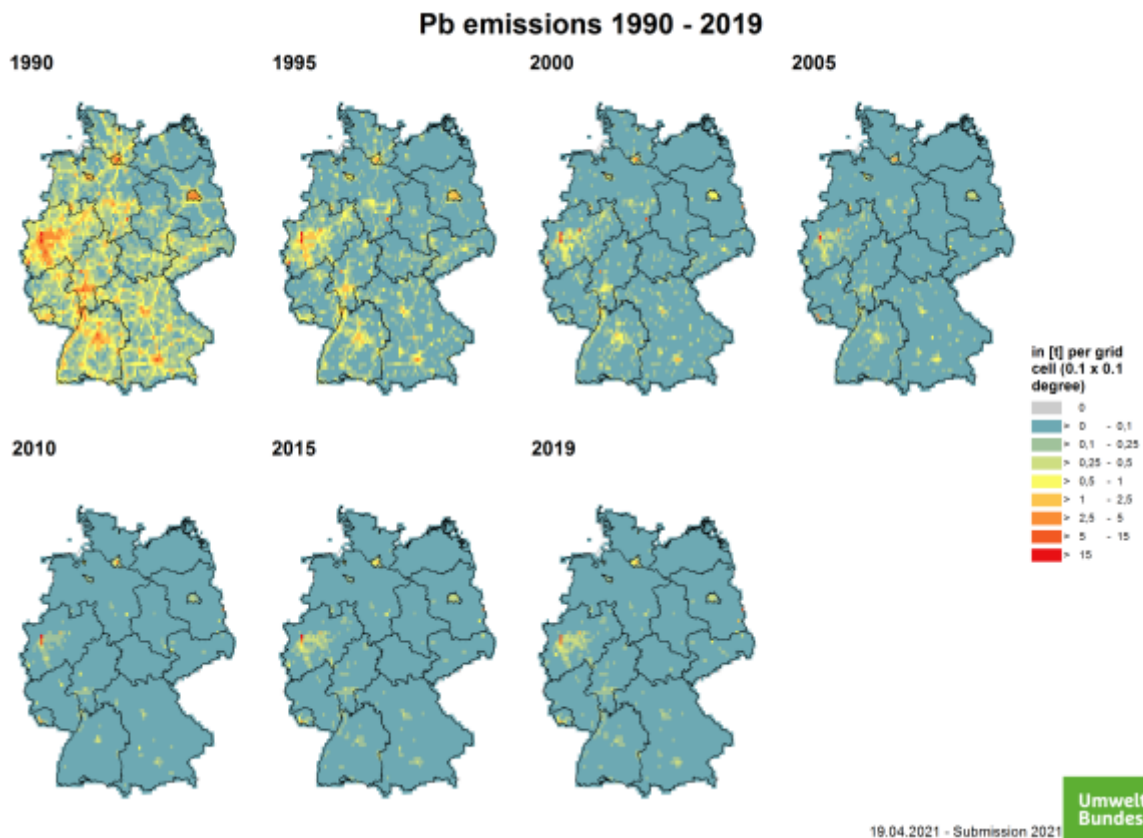 Pb emissions 1990 - 2019
1990
1995
2000
2005
in [t] per grid
cell (0.1 x 0.1
degree)
0
> 0 - 0,1
> 0,1 - 0,25
> 0,25 - 0,5
> 0,5 - 1
> 1 - 2,5
> 2,5 - 5
> 5 - 15
> 15
2010
2015
2019
Umwelt
Bundes
19.04.2021 - Submission 2021